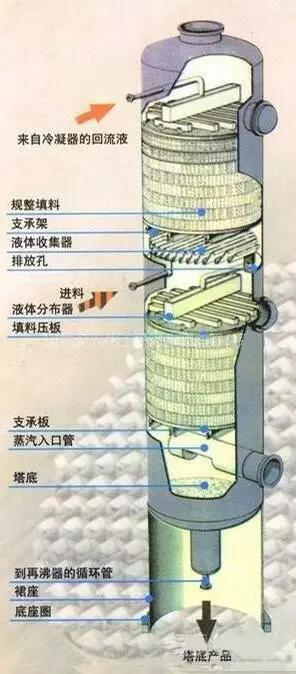 来自冷凝器的回流液
规整填料
支承架
液体收集器
排放孔
进料
液体分布器
填料压板
支承板
蒸汽入口管
塔底
到再沸器的循环管
裙座
底座圈
塔底产品